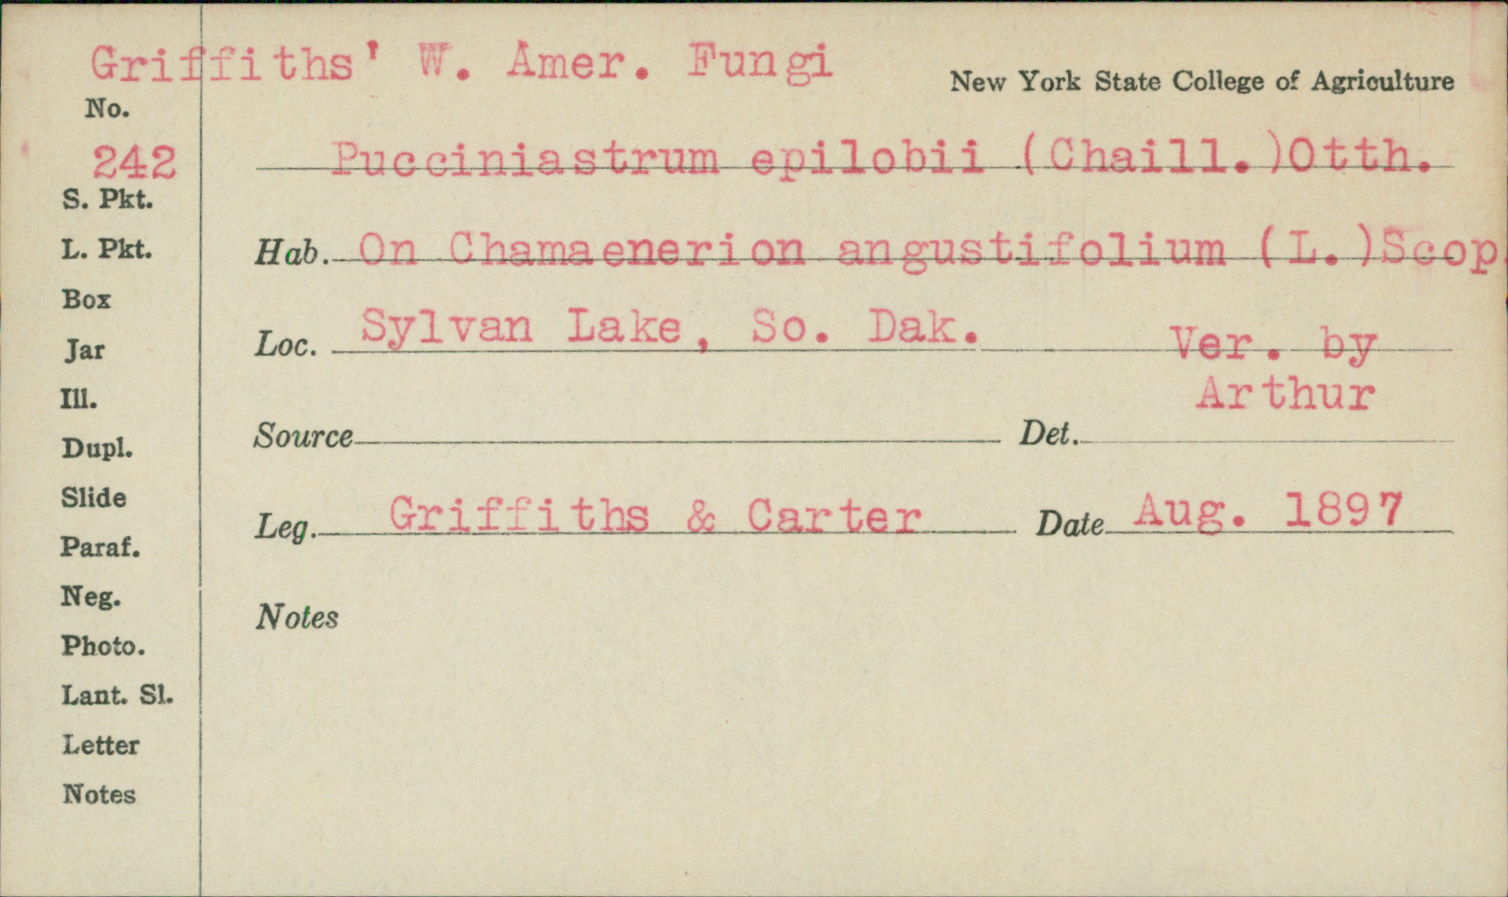 Griffiths' W. Amer. Fungi
New York State College of Agriculture
No.
242
Pucciniastrum epilobii (Chaill.)Otth.
S. Pkt.
L. Pkt.
Hab. On Chamaenerion angustifolium (L.)Scop.
Box
Loc. Sylvan Lake, So. Dak. Ver. by
Jar
Arthur
Ill.
Source Det.
Dupl.
Slide
Leg. Griffiths & Carter Date Aug. 1897
Paraf.
Neg.
Notes
Photo.
Lant. Sl.
Letter
Notes